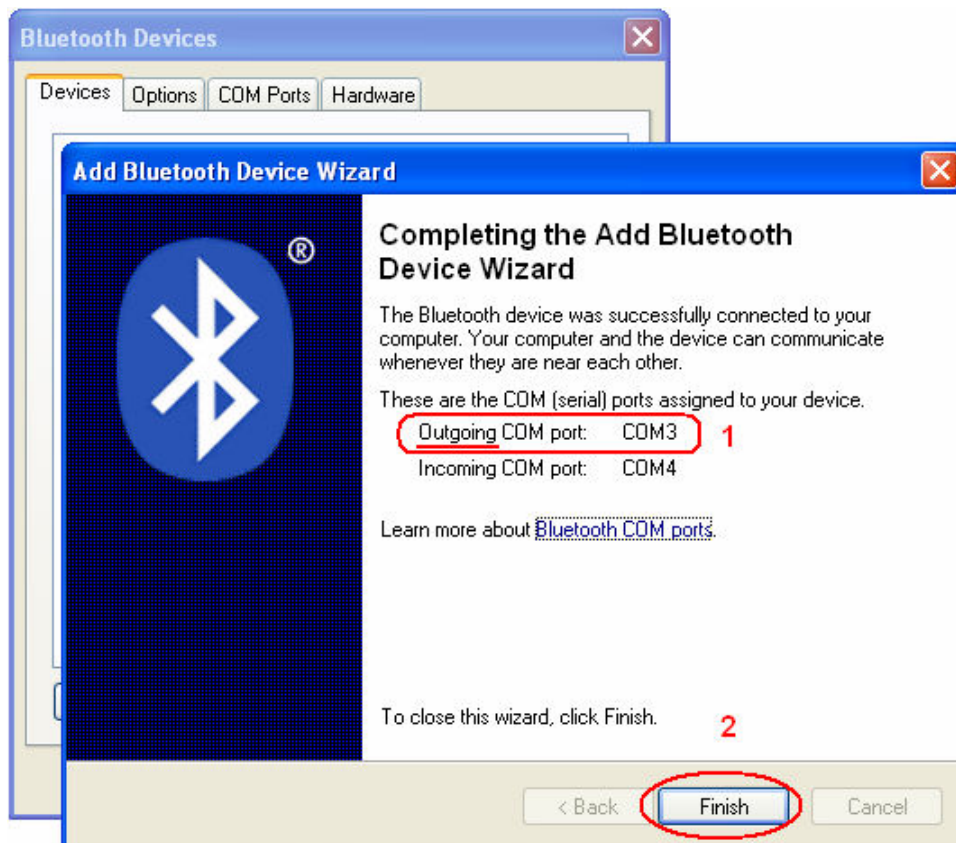 Bluetooth Devices
Devices Options COM Ports Hardware
Add Bluetooth Device Wizard
®
Completing the Add Bluetooth
Device Wizard
The Bluetooth device was successfully connected to your
computer. Your computer and the device can communicate
whenever they are near each other.
These are the COM (serial) ports assigned to your device.
Outgoing COM port: COM3 1
Incoming COM port: COM4
Learn more about Bluetooth COM ports.
To close this wizard, click Finish. 2
< Back Finish Cancel